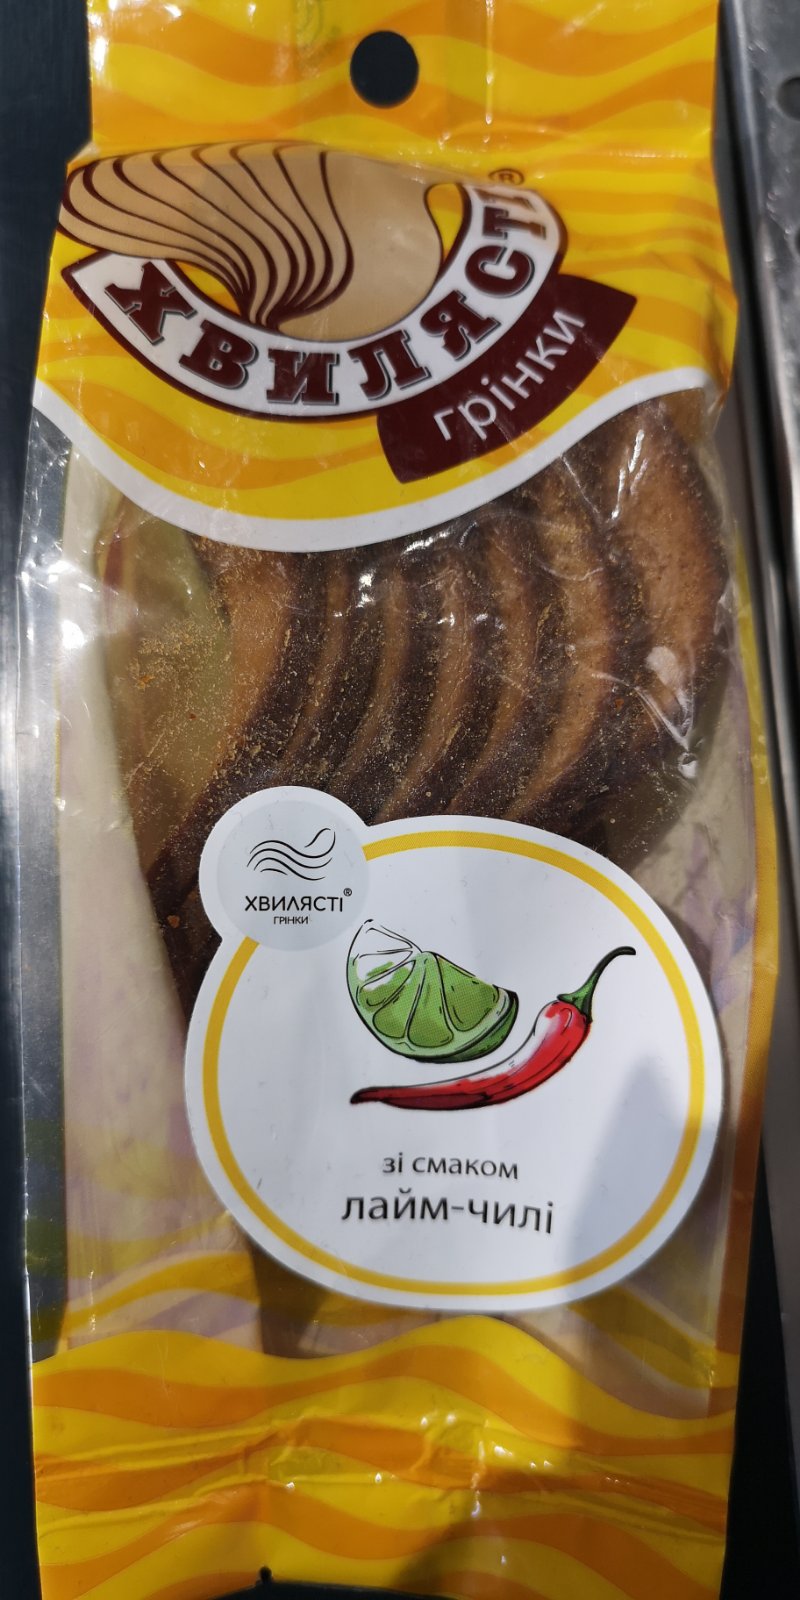 ХВИЛЯСТІ®
грінки
ХВИЛЯСТІ®
ГРІНКИ
зі смаком
лайм-чилі